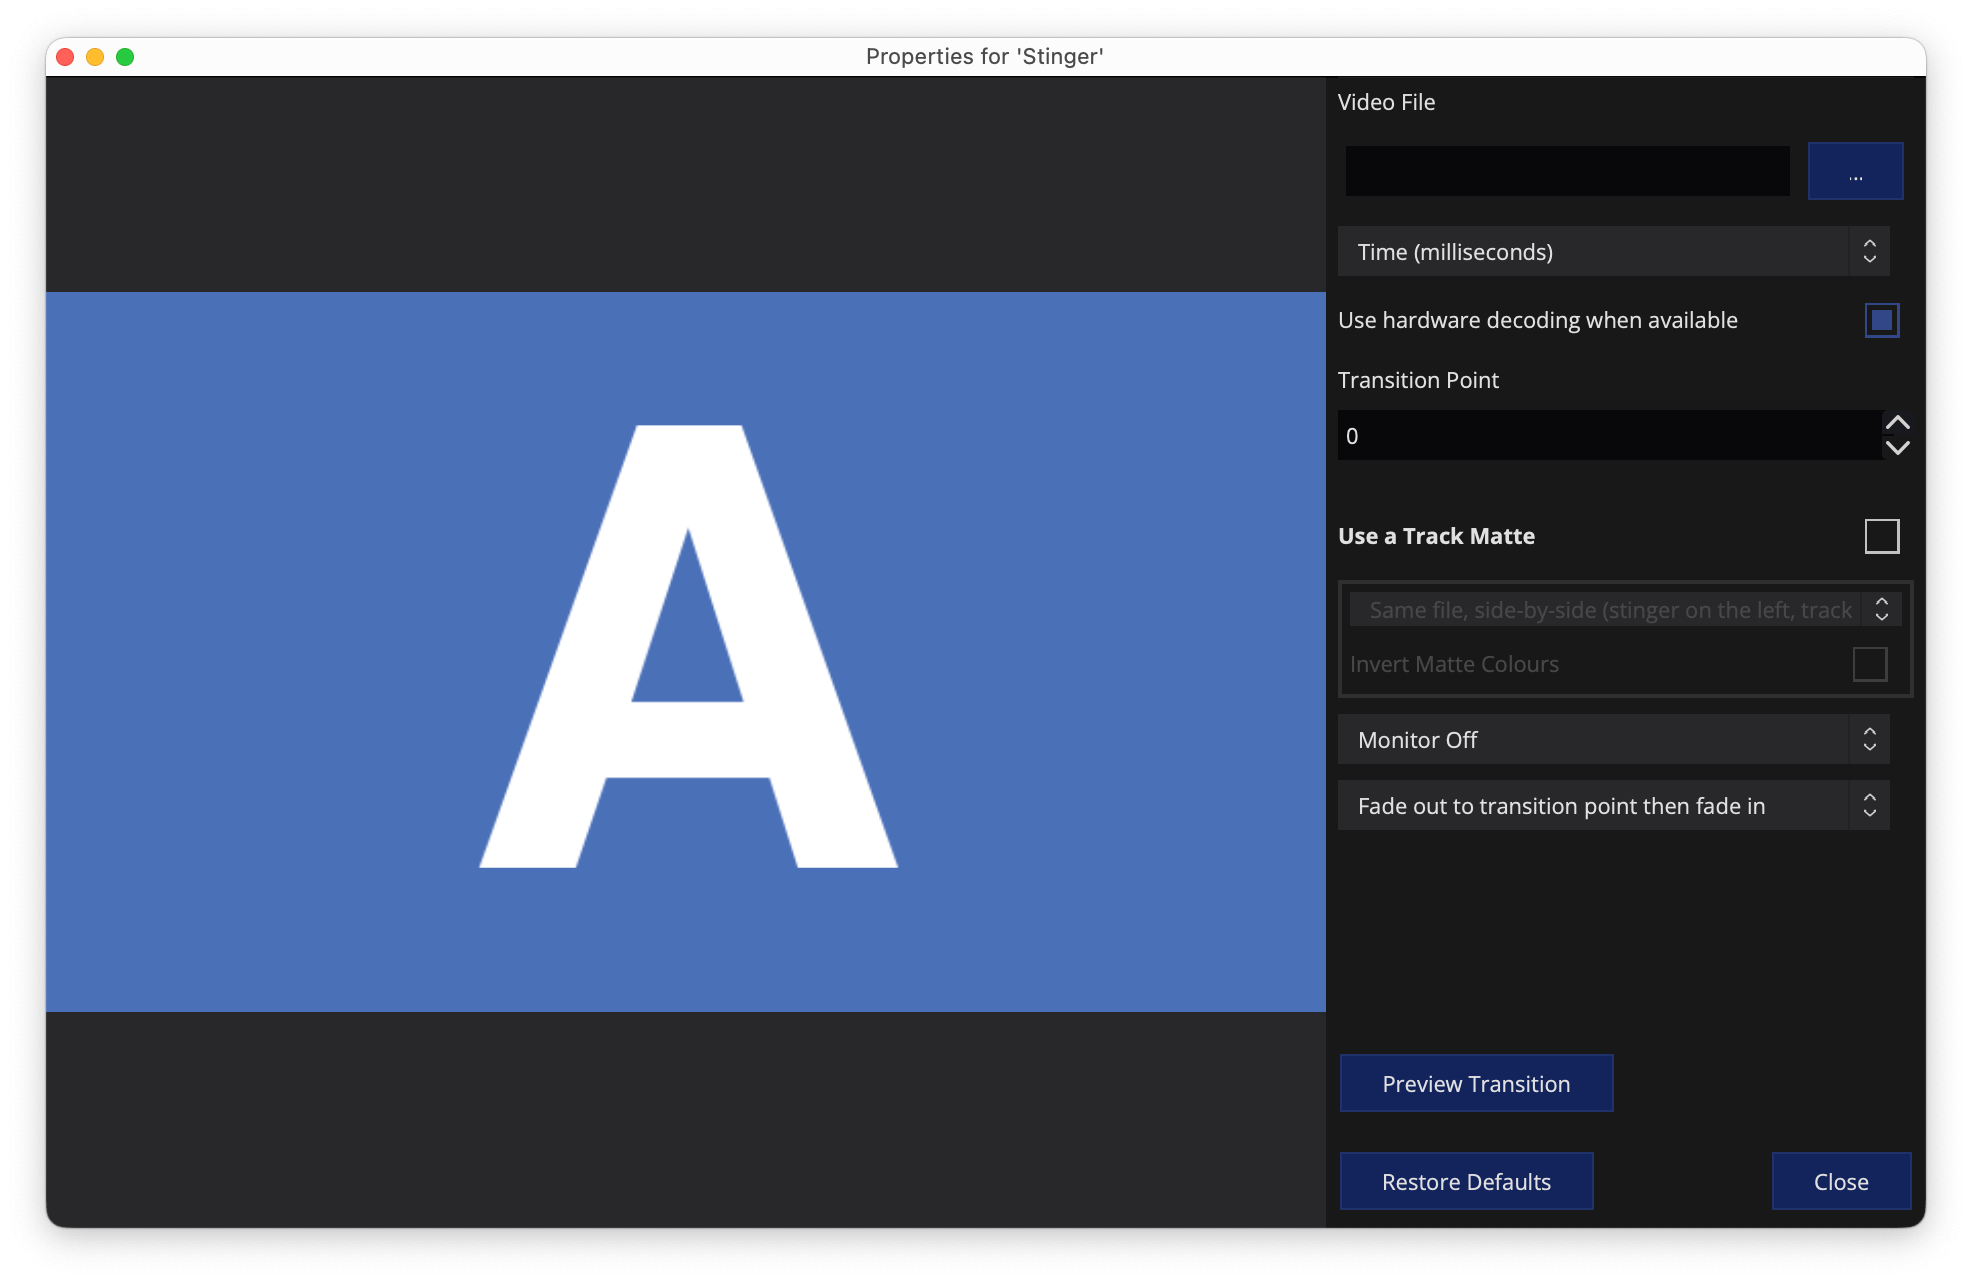 Properties for 'Stinger'
Video File
...
Time (milliseconds)
Use hardware decoding when available
Transition Point
0
Use a Track Matte
Same file, side-by-side (stinger on the left, track
Invert Matte Colours
Monitor Off
Fade out to transition point then fade in
A
Preview Transition
Restore Defaults
Close